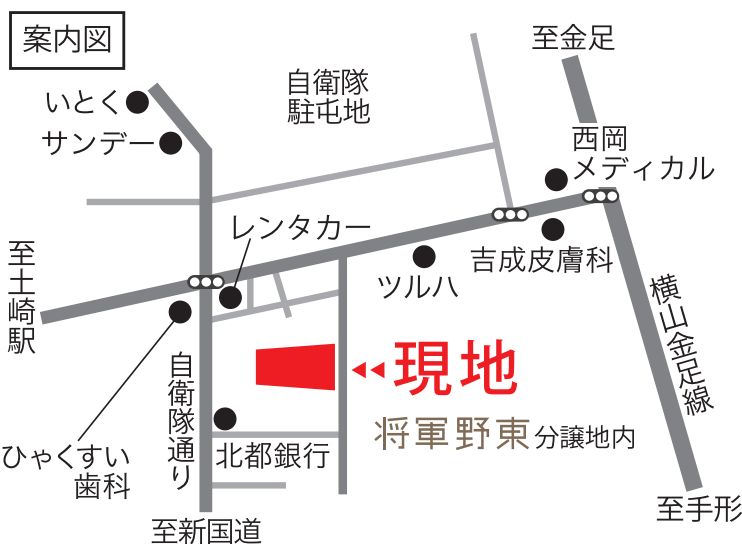 案内図
至金足
いとく
自衛隊
駐屯地
サンデー
西岡
メディカル
レンタカー
吉成皮膚科
ツルハ
至土崎駅
横山金足線
現地
自衛隊通り
将軍野東分譲地内
ひゃくすい
歯科
北都銀行
至手形
至新国道